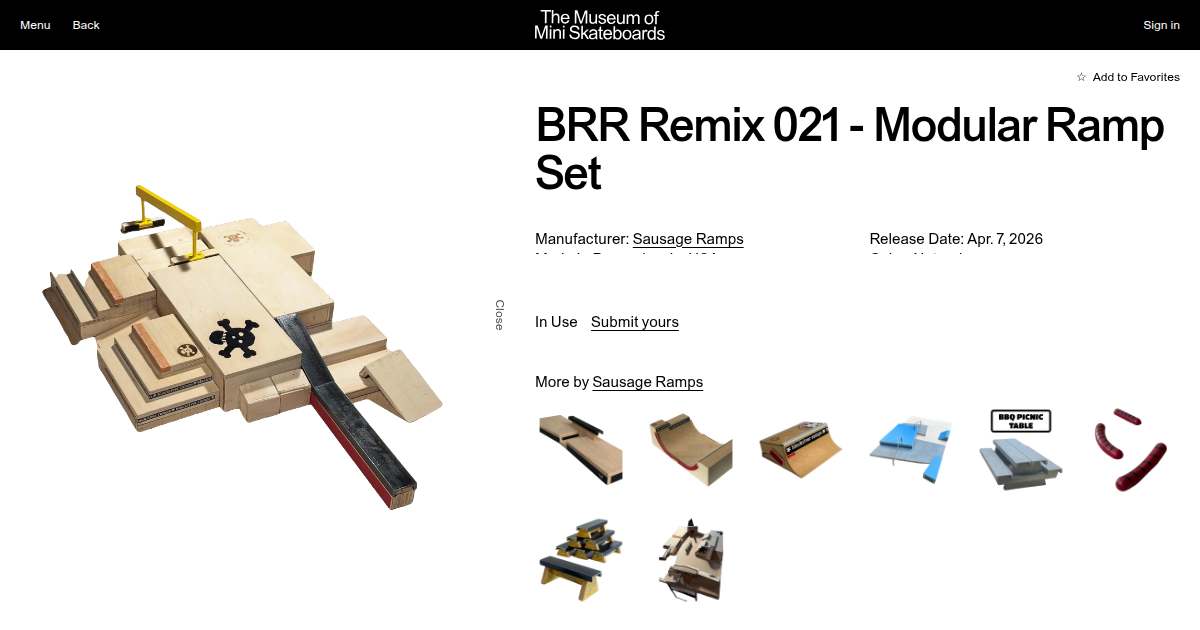 Menu
Back
The Museum of
Mini Skateboards
Sign in
☆ Add to Favorites
BRR Remix 021 - Modular Ramp
Set
Manufacturer: Sausage Ramps
Release Date: Apr. 7, 2026
Close
In Use
Submit yours
More by Sausage Ramps
BBQ PICNIC
TABLE